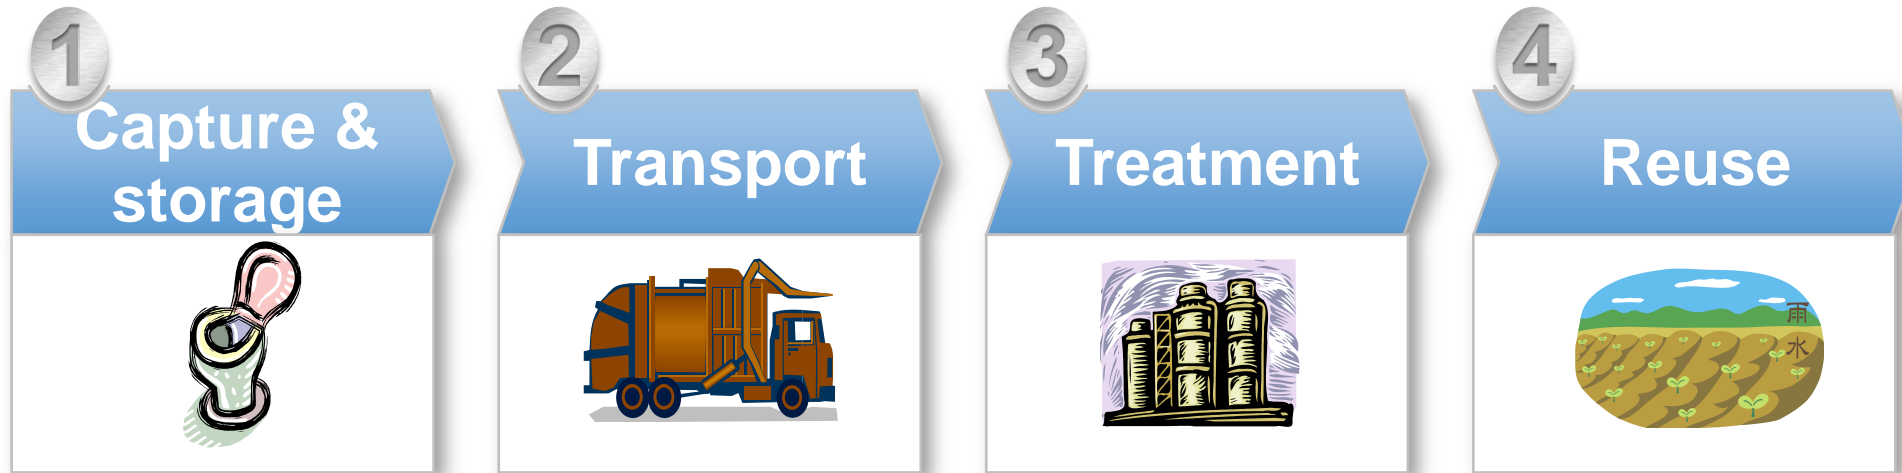 1
Capture &
storage
2
Transport
3
Treatment
4
Reuse
雨
水